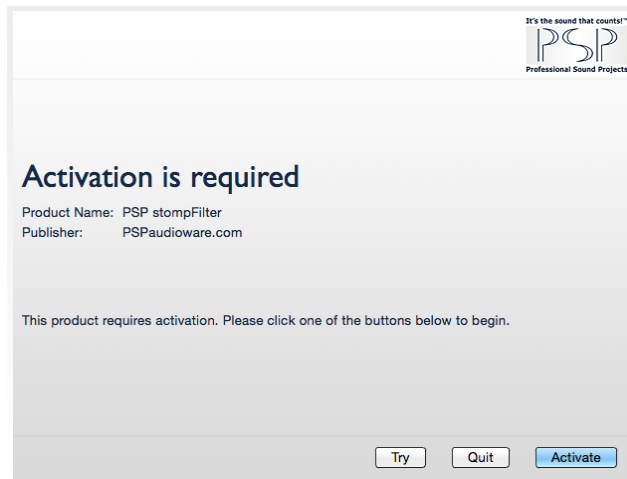 It's the sound that counts!™
PSP
Professional Sound Projects
Activation is required
Product Name: PSP stompFilter
Publisher: PSPaudioware.com
This product requires activation. Please click one of the buttons below to begin.
Try Quit Activate